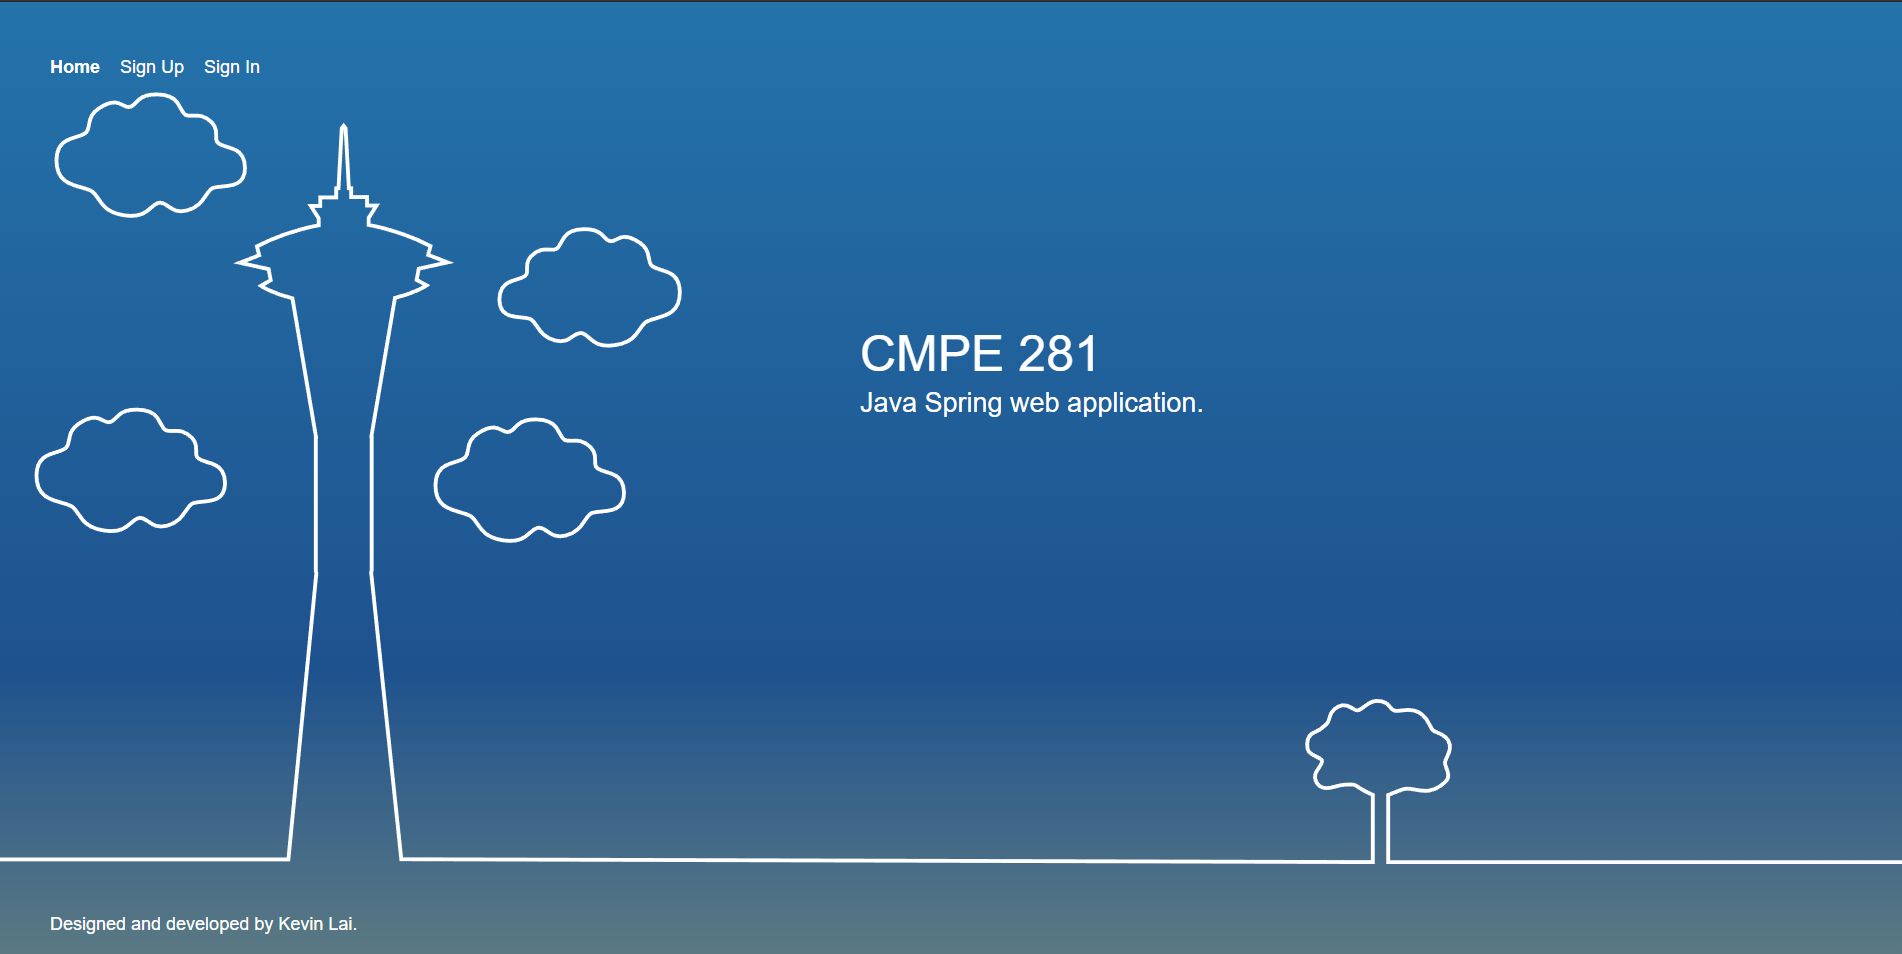 Home Sign Up Sign In
CMPE 281
Java Spring web application.
Designed and developed by Kevin Lai.